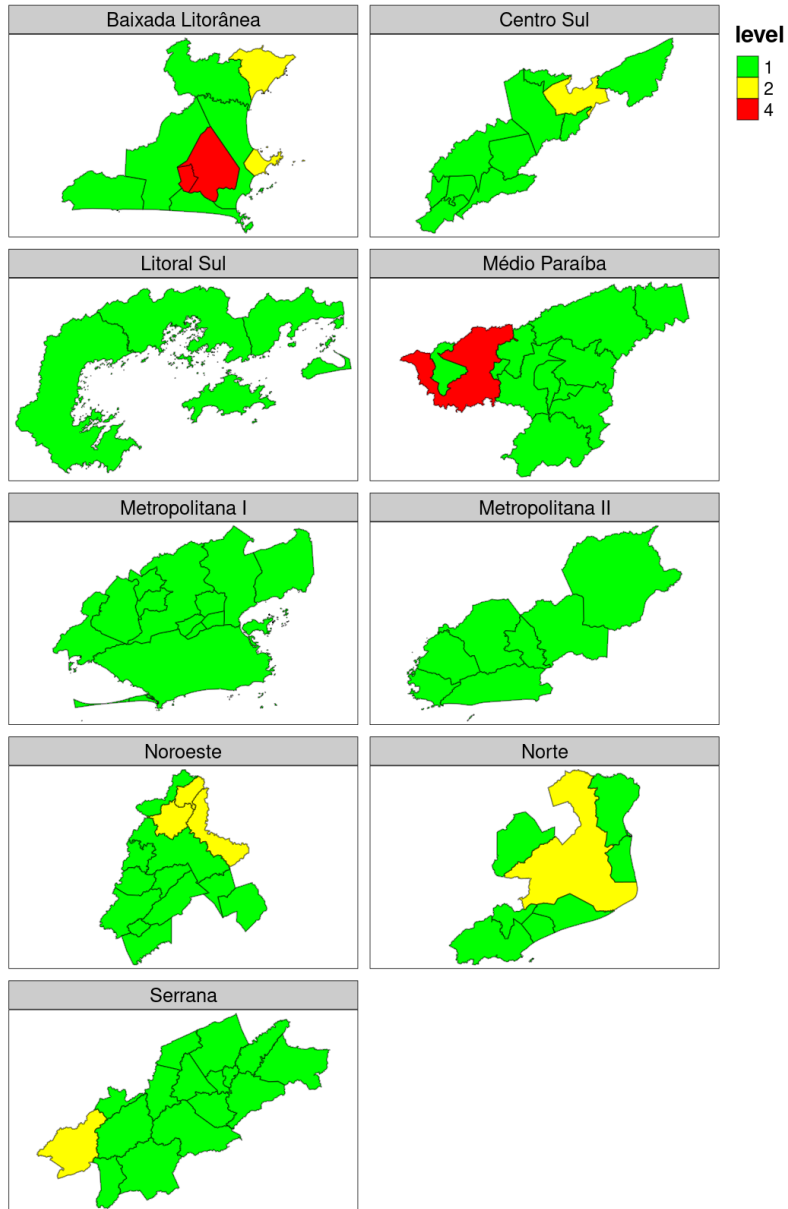 Baixada Litorânea
Centro Sul
level
1
2
4
Litoral Sul
Médio Paraíba
Metropolitana I
Metropolitana II
Noroeste
Norte
Serrana